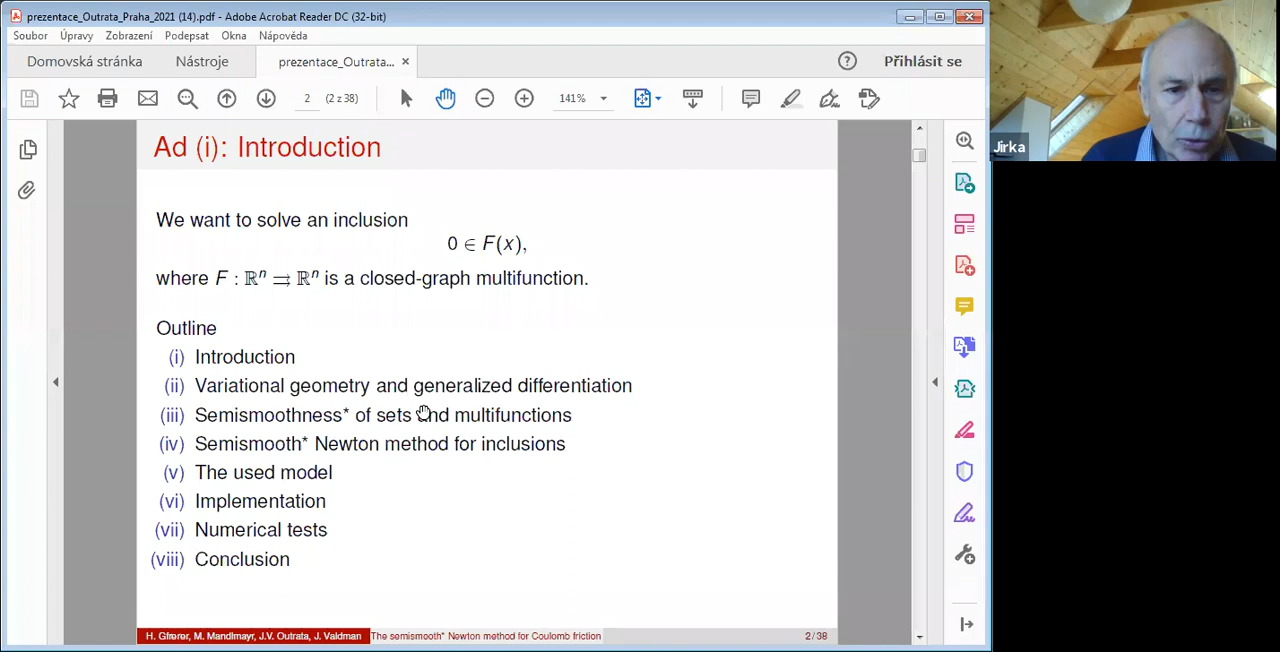 prezentace_Outrata_Praha_2021 (14).pdf - Adobe Acrobat Reader DC (32-bit)
Soubor Úpravy Zobrazení Podepsat Okna Nápověda
Domovská stránka Nástroje prezentace_Outrata... × Přihlásit se
2 (2 z 38) 141%
Jirka
Ad (i): Introduction
We want to solve an inclusion
0 ∈ F(x),
where F : ℝⁿ ⇉ ℝⁿ is a closed-graph multifunction.
Outline
(i) Introduction
(ii) Variational geometry and generalized differentiation
(iii) Semismoothness* of sets and multifunctions
(iv) Semismooth* Newton method for inclusions
(v) The used model
(vi) Implementation
(vii) Numerical tests
(viii) Conclusion
H. Gfrerer, M. Mandlmayr, J.V. Outrata, J. Valdman The semismooth* Newton method for Coulomb friction 2 / 38